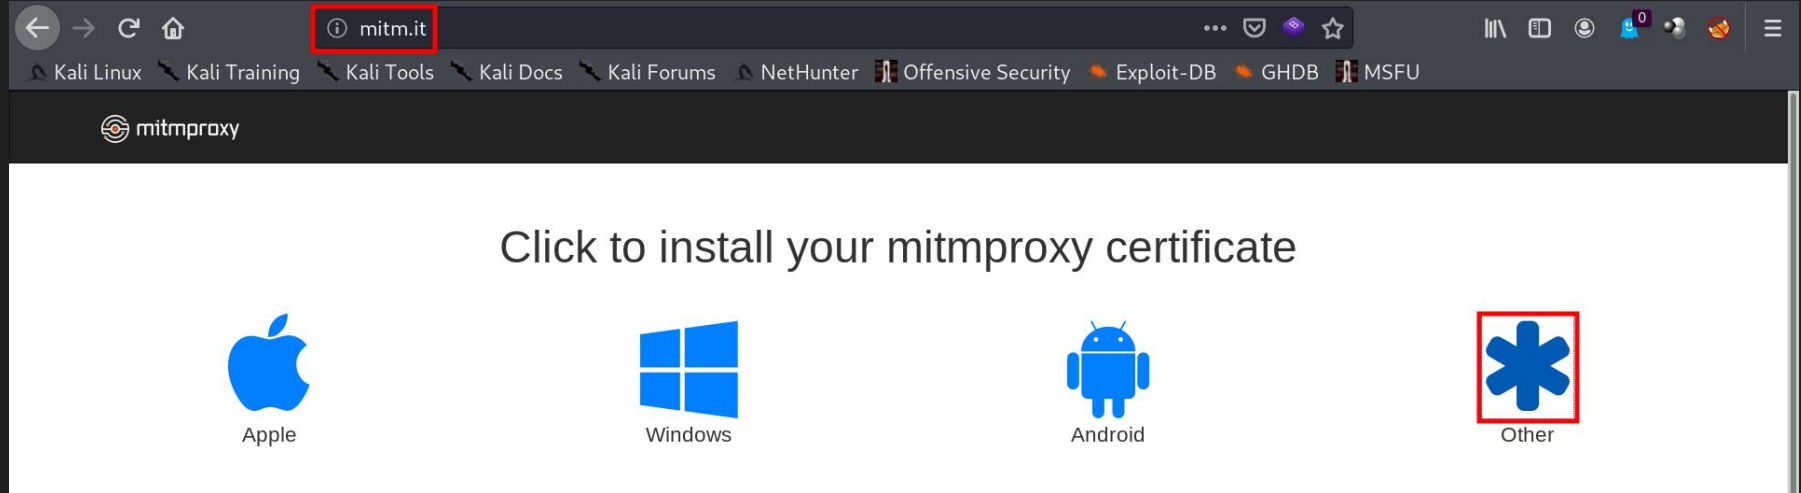 mitm.it
0
Kali Linux Kali Training Kali Tools Kali Docs Kali Forums NetHunter Offensive Security Exploit-DB GHDB MSFU
mitmproxy
Click to install your mitmproxy certificate
Apple Windows Android Other